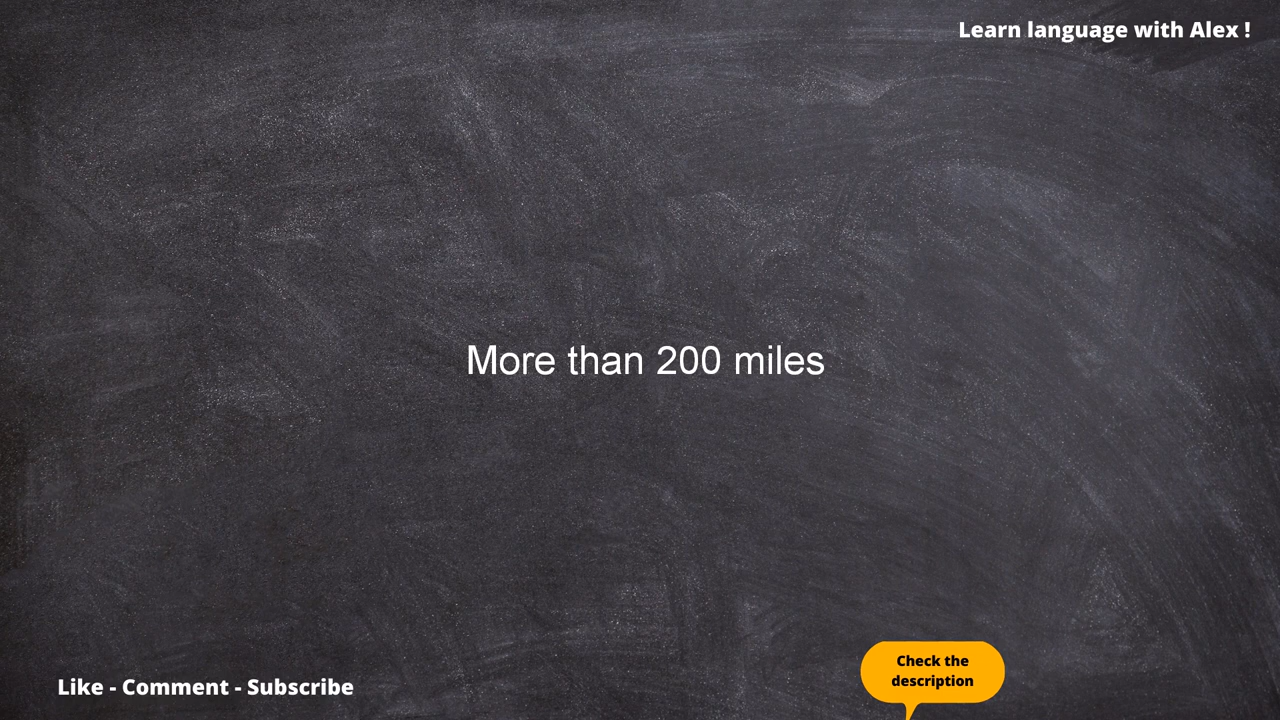 Learn language with Alex !
More than 200 miles
Check the
description
Like - Comment - Subscribe